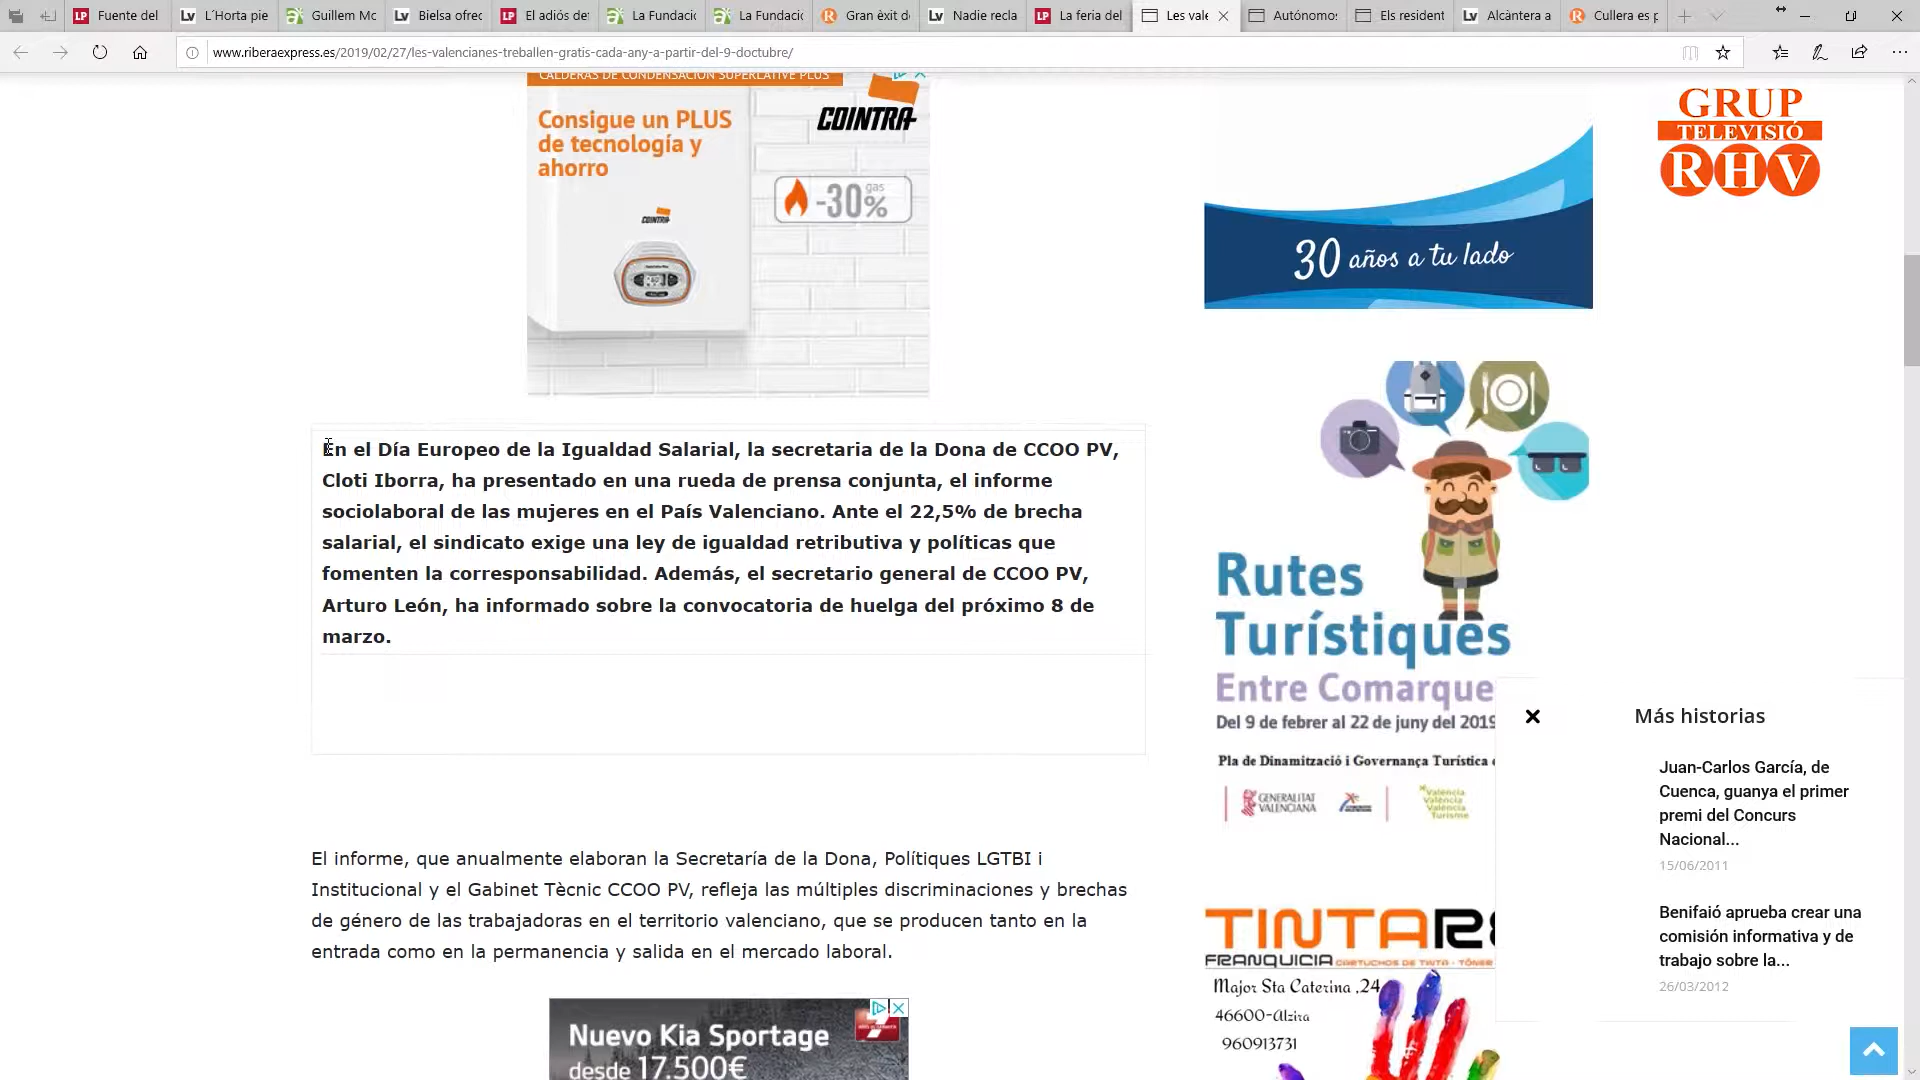 Fuente del
L´Horta pie
Guillem Mc
Bielsa ofrec
El adiós de
La Fundació
La Fundació
Gran èxit d
Nadie recla
La feria del
Les vale
Autónomos
Els resident
Alcàntera a
Cullera es p
www.riberaexpress.es/2019/02/27/les-valencianes-treballen-gratis-cada-any-a-partir-del-9-doctubre/
CALDERAS DE CONDENSACIÓN SUPERLATIVE PLUS
Consigue un PLUS
de tecnología y
ahorro
COINTRA
-30% gas
COINTRA
30 años a tu lado
GRUP
TELEVISIÓ
RHV
En el Día Europeo de la Igualdad Salarial, la secretaria de la Dona de CCOO PV,
Cloti Iborra, ha presentado en una rueda de prensa conjunta, el informe
sociolaboral de las mujeres en el País Valenciano. Ante el 22,5% de brecha
salarial, el sindicato exige una ley de igualdad retributiva y políticas que
fomenten la corresponsabilidad. Además, el secretario general de CCOO PV,
Arturo León, ha informado sobre la convocatoria de huelga del próximo 8 de
marzo.
El informe, que anualmente elaboran la Secretaría de la Dona, Polítiques LGTBI i
Institucional y el Gabinet Tècnic CCOO PV, refleja las múltiples discriminaciones y brechas
de género de las trabajadoras en el territorio valenciano, que se producen tanto en la
entrada como en la permanencia y salida en el mercado laboral.
Nuevo Kia Sportage
desde 17.500€
Rutes
Turístiques
Entre Comarque
Del 9 de febrer al 22 de juny del 2019
Pla de Dinamització i Governança Turística
GENERALITAT
VALENCIANA
València
València
València
Turisme
TINTARE
FRANQUICIA CARTUCHOS DE TINTA - TÓNER
Major Sta Caterina .24
46600-Alzira
960913731
Más historias
Juan-Carlos García, de
Cuenca, guanya el primer
premi del Concurs
Nacional...
15/06/2011
Benifaió aprueba crear una
comisión informativa y de
trabajo sobre la...
26/03/2012